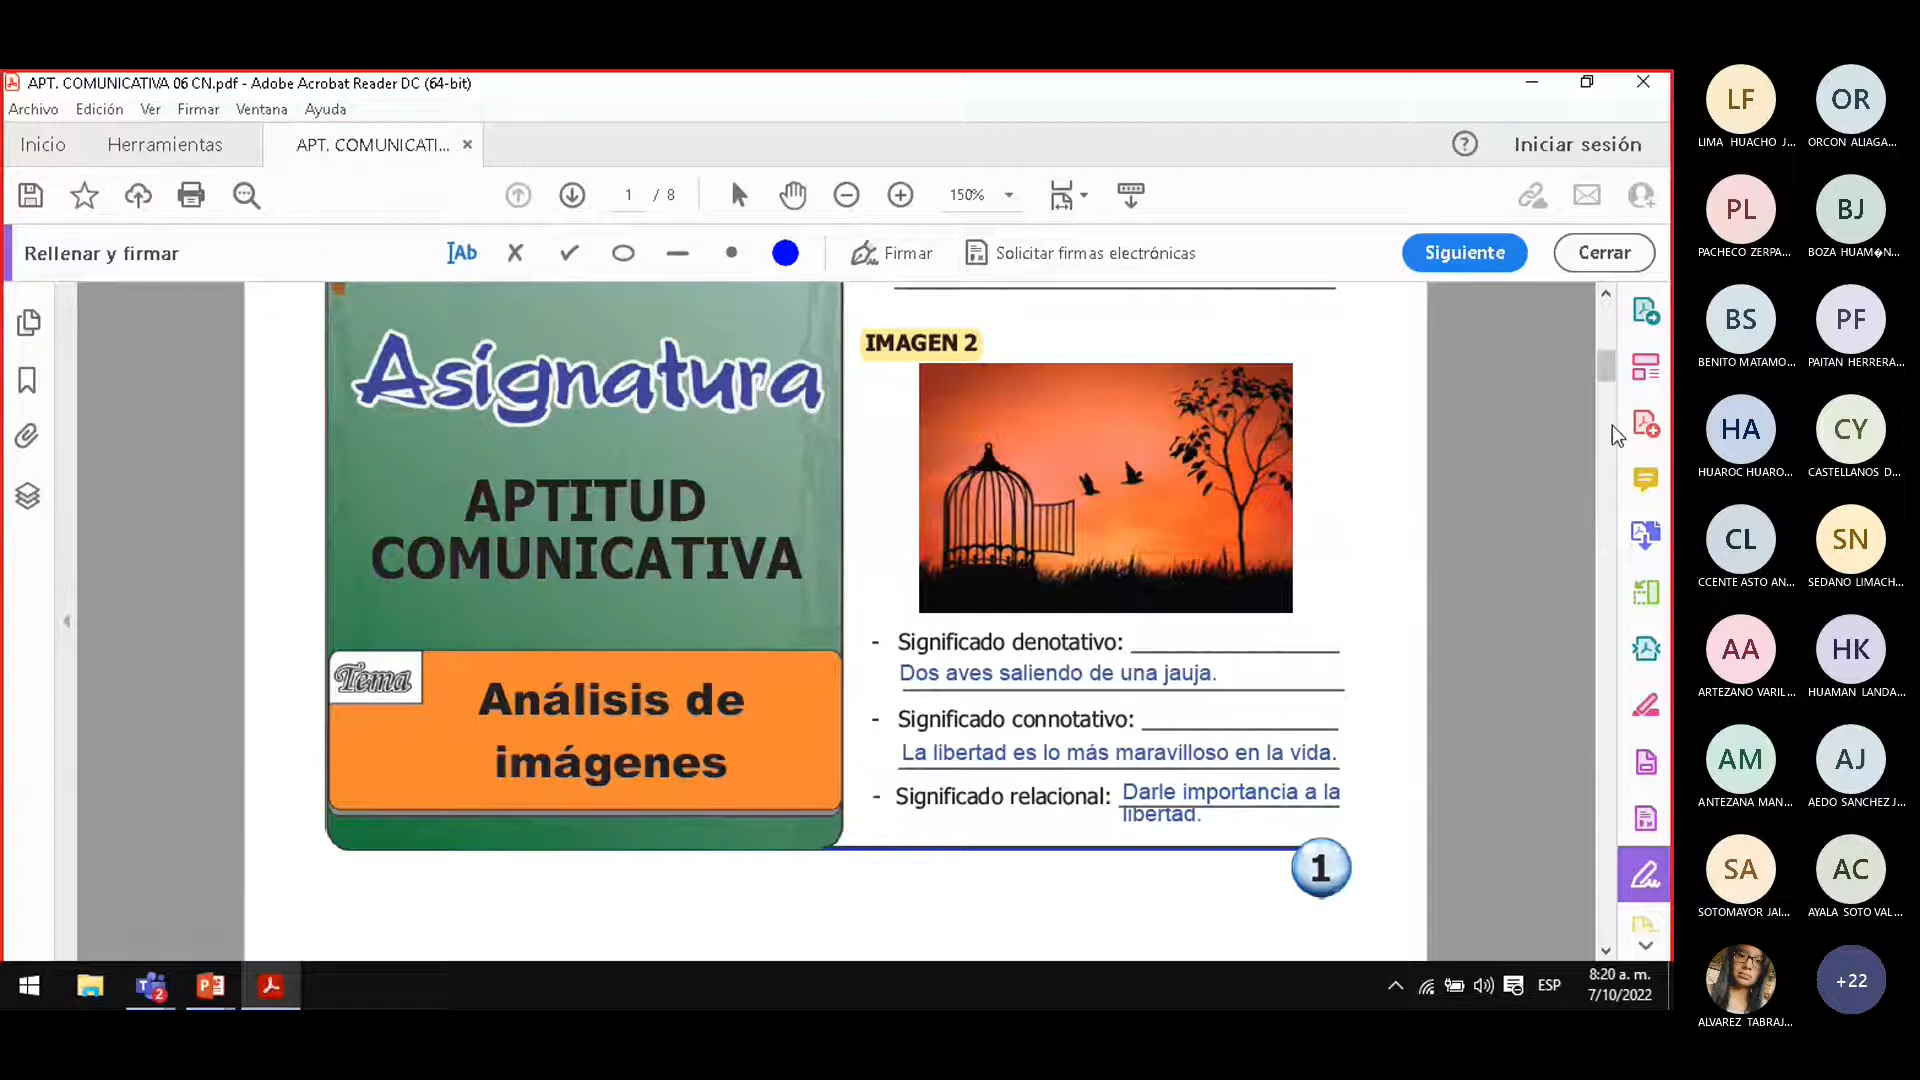 APT. COMUNICATIVA 06 CN.pdf - Adobe Acrobat Reader DC (64-bit)
Archivo Edición Ver Firmar Ventana Ayuda
Inicio Herramientas APT. COMUNICATI... × Iniciar sesión
1 / 8 150%
Rellenar y firmar Ab Firmar Solicitar firmas electrónicas Siguiente Cerrar
Asignatura
APTITUD
COMUNICATIVA
Tema
Análisis de
imágenes
IMAGEN 2
- Significado denotativo:
Dos aves saliendo de una jauja.
- Significado connotativo:
La libertad es lo más maravilloso en la vida.
- Significado relacional: Darle importancia a la
libertad.
1
LF OR
LIMA HUACHO J... ORCON ALIAGA...
PL BJ
PACHECO ZERPA... BOZA HUAM�N...
BS PF
BENITO MATAMO... PAITAN HERRERA...
HA CY
HUAROC HUARO... CASTELLANOS D...
CL SN
CCENTE ASTO AN... SEDANO LIMACH...
AA HK
ARTEZANO VARIL... HUAMAN LANDA...
AM AJ
ANTEZANA MAN... AEDO SANCHEZ J...
SA AC
SOTOMAYOR JAI... AYALA SOTO VAL...
+22
ALVAREZ TABRAJ...
2
ESP
8:20 a. m.
7/10/2022